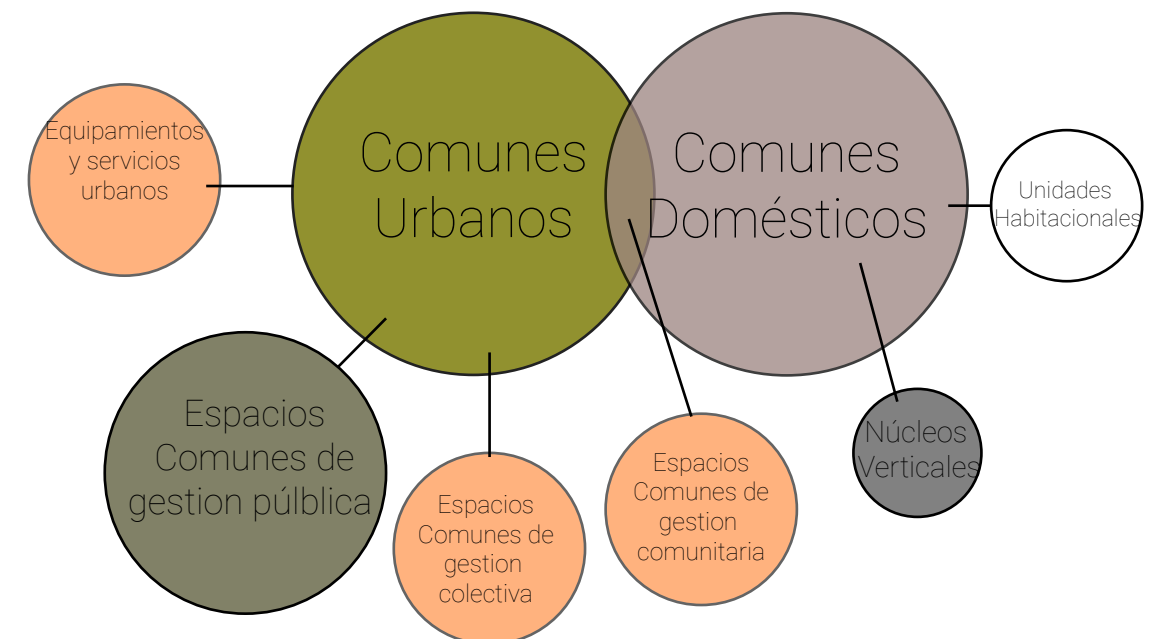 Comunes
Urbanos
Comunes
Domésticos
Equipamientos
y servicios
urbanos
Unidades
Habitacionales
Espacios
Comunes de
gestion púlblica
Espacios
Comunes de
gestion
colectiva
Espacios
Comunes de
gestion
comunitaria
Núcleos
Verticales